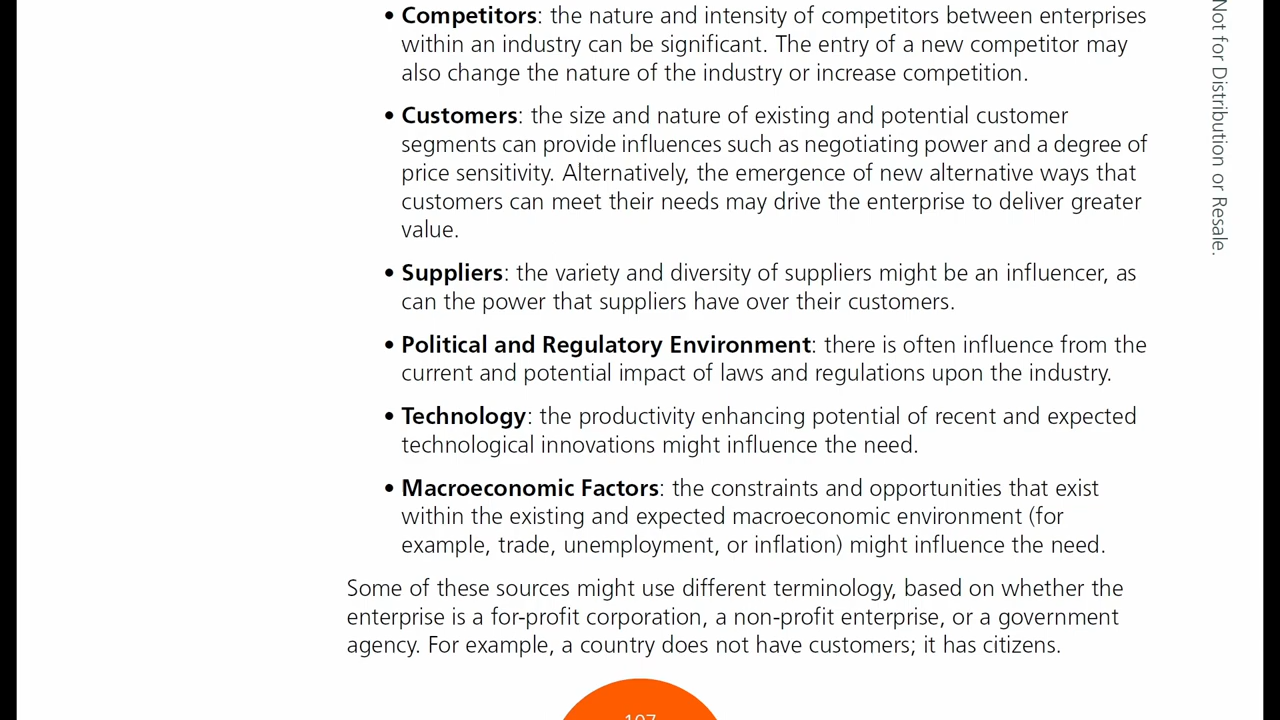 • Competitors: the nature and intensity of competitors between enterprises
within an industry can be significant. The entry of a new competitor may
also change the nature of the industry or increase competition.
• Customers: the size and nature of existing and potential customer
segments can provide influences such as negotiating power and a degree of
price sensitivity. Alternatively, the emergence of new alternative ways that
customers can meet their needs may drive the enterprise to deliver greater
value.
• Suppliers: the variety and diversity of suppliers might be an influencer, as
can the power that suppliers have over their customers.
• Political and Regulatory Environment: there is often influence from the
current and potential impact of laws and regulations upon the industry.
• Technology: the productivity enhancing potential of recent and expected
technological innovations might influence the need.
• Macroeconomic Factors: the constraints and opportunities that exist
within the existing and expected macroeconomic environment (for
example, trade, unemployment, or inflation) might influence the need.
Some of these sources might use different terminology, based on whether the
enterprise is a for-profit corporation, a non-profit enterprise, or a government
agency. For example, a country does not have customers; it has citizens.
Not for Distribution or Resale.